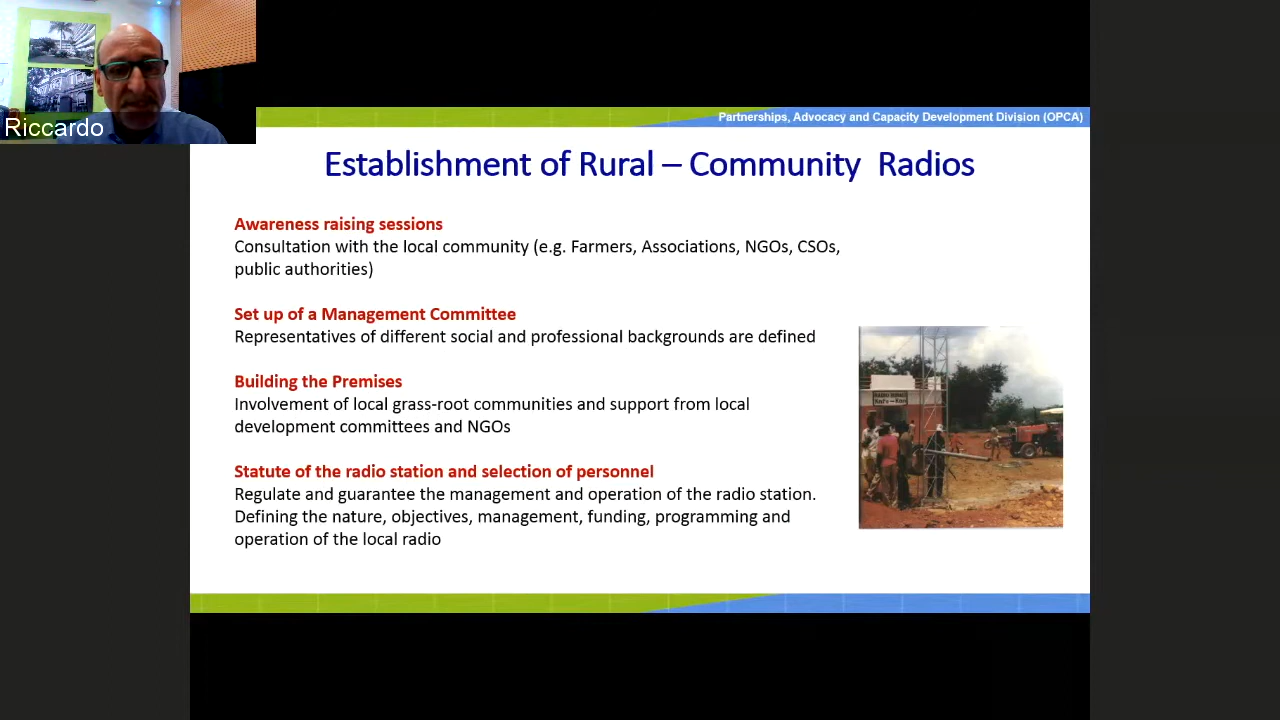 Riccardo
Partnerships, Advocacy and Capacity Development Division (OPCA)
Establishment of Rural – Community Radios
Awareness raising sessions
Consultation with the local community (e.g. Farmers, Associations, NGOs, CSOs,
public authorities)
Set up of a Management Committee
Representatives of different social and professional backgrounds are defined
Building the Premises
Involvement of local grass-root communities and support from local
development committees and NGOs
Statute of the radio station and selection of personnel
Regulate and guarantee the management and operation of the radio station.
Defining the nature, objectives, management, funding, programming and
operation of the local radio